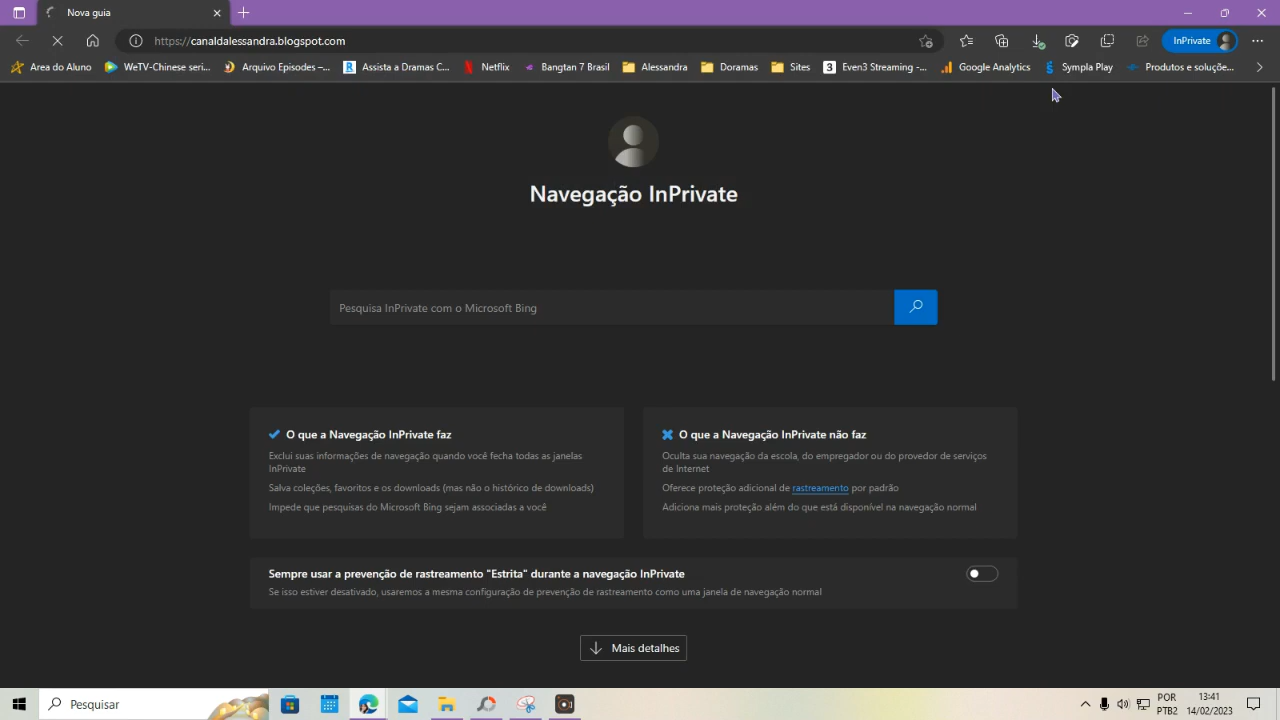 Nova guia
https://canaldalessandra.blogspot.com
InPrivate
Area do Aluno
WeTV-Chinese seri...
Arquivo Episodes –...
Assista a Dramas C...
Netflix
Bangtan 7 Brasil
Alessandra
Doramas
Sites
Even3 Streaming -...
Google Analytics
Sympla Play
Produtos e soluçõe...
Navegação InPrivate
Pesquisa InPrivate com o Microsoft Bing
O que a Navegação InPrivate faz
Exclui suas informações de navegação quando você fecha todas as janelas
InPrivate
Salva coleções, favoritos e os downloads (mas não o histórico de downloads)
Impede que pesquisas do Microsoft Bing sejam associadas a você
O que a Navegação InPrivate não faz
Oculta sua navegação da escola, do empregador ou do provedor de serviços
de Internet
Oferece proteção adicional de rastreamento por padrão
Adiciona mais proteção além do que está disponível na navegação normal
Sempre usar a prevenção de rastreamento "Estrita" durante a navegação InPrivate
Se isso estiver desativado, usaremos a mesma configuração de prevenção de rastreamento como uma janela de navegação normal
Mais detalhes
Pesquisar
POR
PTB2
13:41
14/02/2023